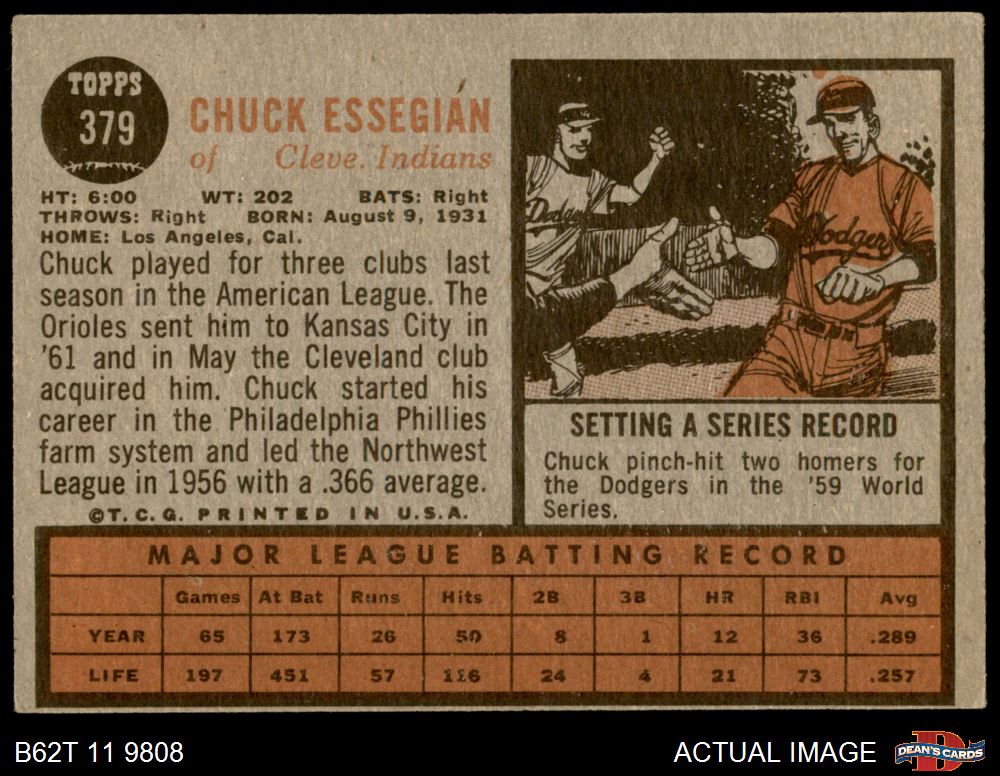 TOPPS
379
CHUCK ESSEGIAN
of Cleve. Indians
HT: 6:00 WT: 202 BATS: Right
THROWS: Right BORN: August 9, 1931
HOME: Los Angeles, Cal.
Chuck played for three clubs last
season in the American League. The
Orioles sent him to Kansas City in
'61 and in May the Cleveland club
acquired him. Chuck started his
career in the Philadelphia Phillies
farm system and led the Northwest
League in 1956 with a .366 average.
©T.C.G. PRINTED IN U.S.A.
Dodge
Dodgers
SETTING A SERIES RECORD
Chuck pinch-hit two homers for
the Dodgers in the '59 World
Series.
MAJOR LEAGUE BATTING RECORD
Games At Bat Runs Hits 2B 3B HR RBI Avg
YEAR 65 173 26 50 8 1 12 36 .289
LIFE 197 451 57 116 24 4 21 73 .257
B62T 11 9808
ACTUAL IMAGE
D
DEAN'S CARDS